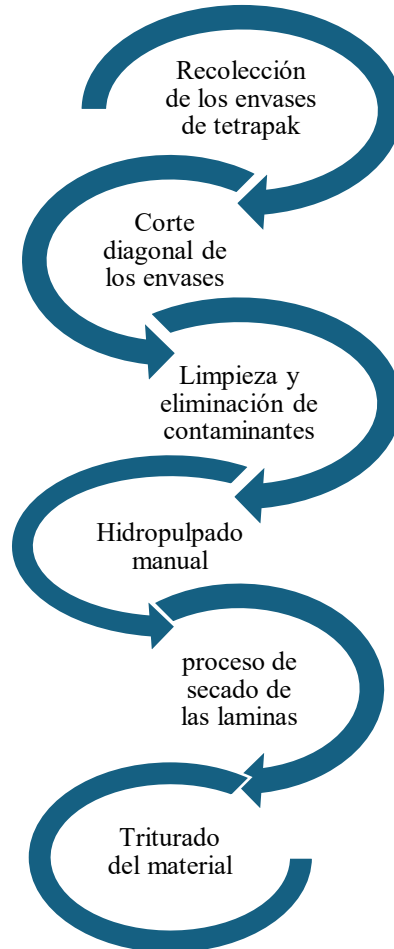 Recolección
de los envases
de tetrapak
Corte
diagonal de
los envases
Limpieza y
eliminación de
contaminantes
Hidropulpado
manual
proceso de
secado de
las laminas
Triturado
del material